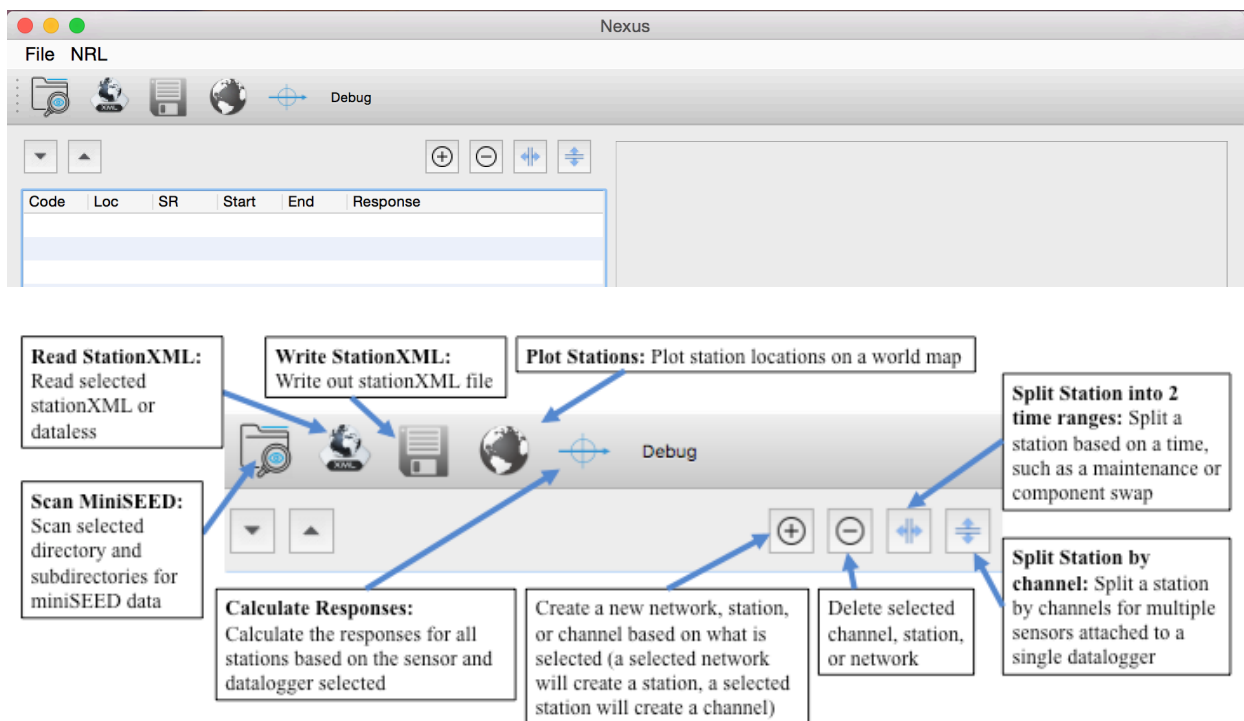 Nexus
File NRL
XML
Debug
Code Loc SR Start End Response
Read StationXML:
Read selected
stationXML or
dataless
Write StationXML:
Write out stationXML file
Plot Stations: Plot station locations on a world map
Split Station into 2
time ranges: Split a
station based on a time,
such as a maintenance or
component swap
XML
Debug
Scan MiniSEED:
Scan selected
directory and
subdirectories for
miniSEED data
Calculate Responses:
Calculate the responses for all
stations based on the sensor and
datalogger selected
Create a new network, station,
or channel based on what is
selected (a selected network
will create a station, a selected
station will create a channel)
Delete selected
channel, station,
or network
Split Station by
channel: Split a station
by channels for multiple
sensors attached to a
single datalogger